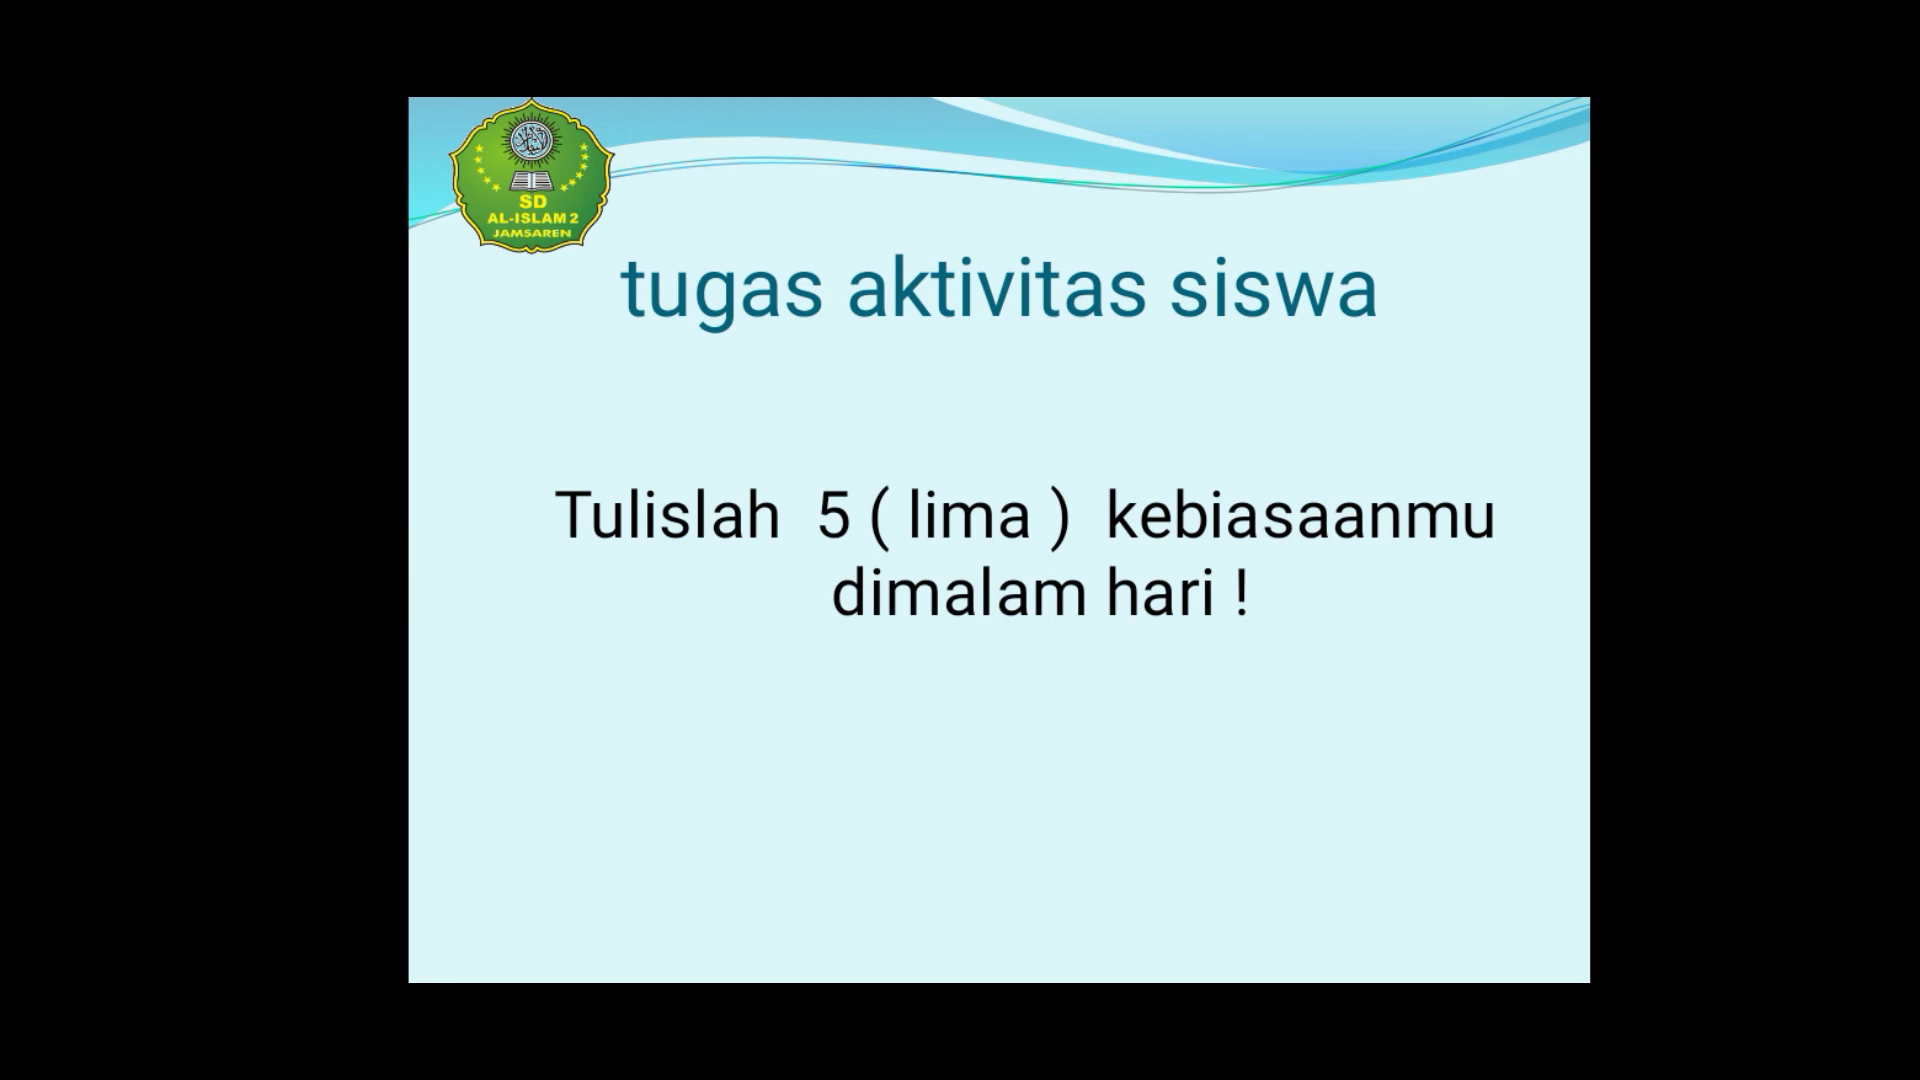 SD
AL-ISLAM 2
JAMSAREN
tugas aktivitas siswa
Tulislah 5 ( lima ) kebiasaanmu
dimalam hari !